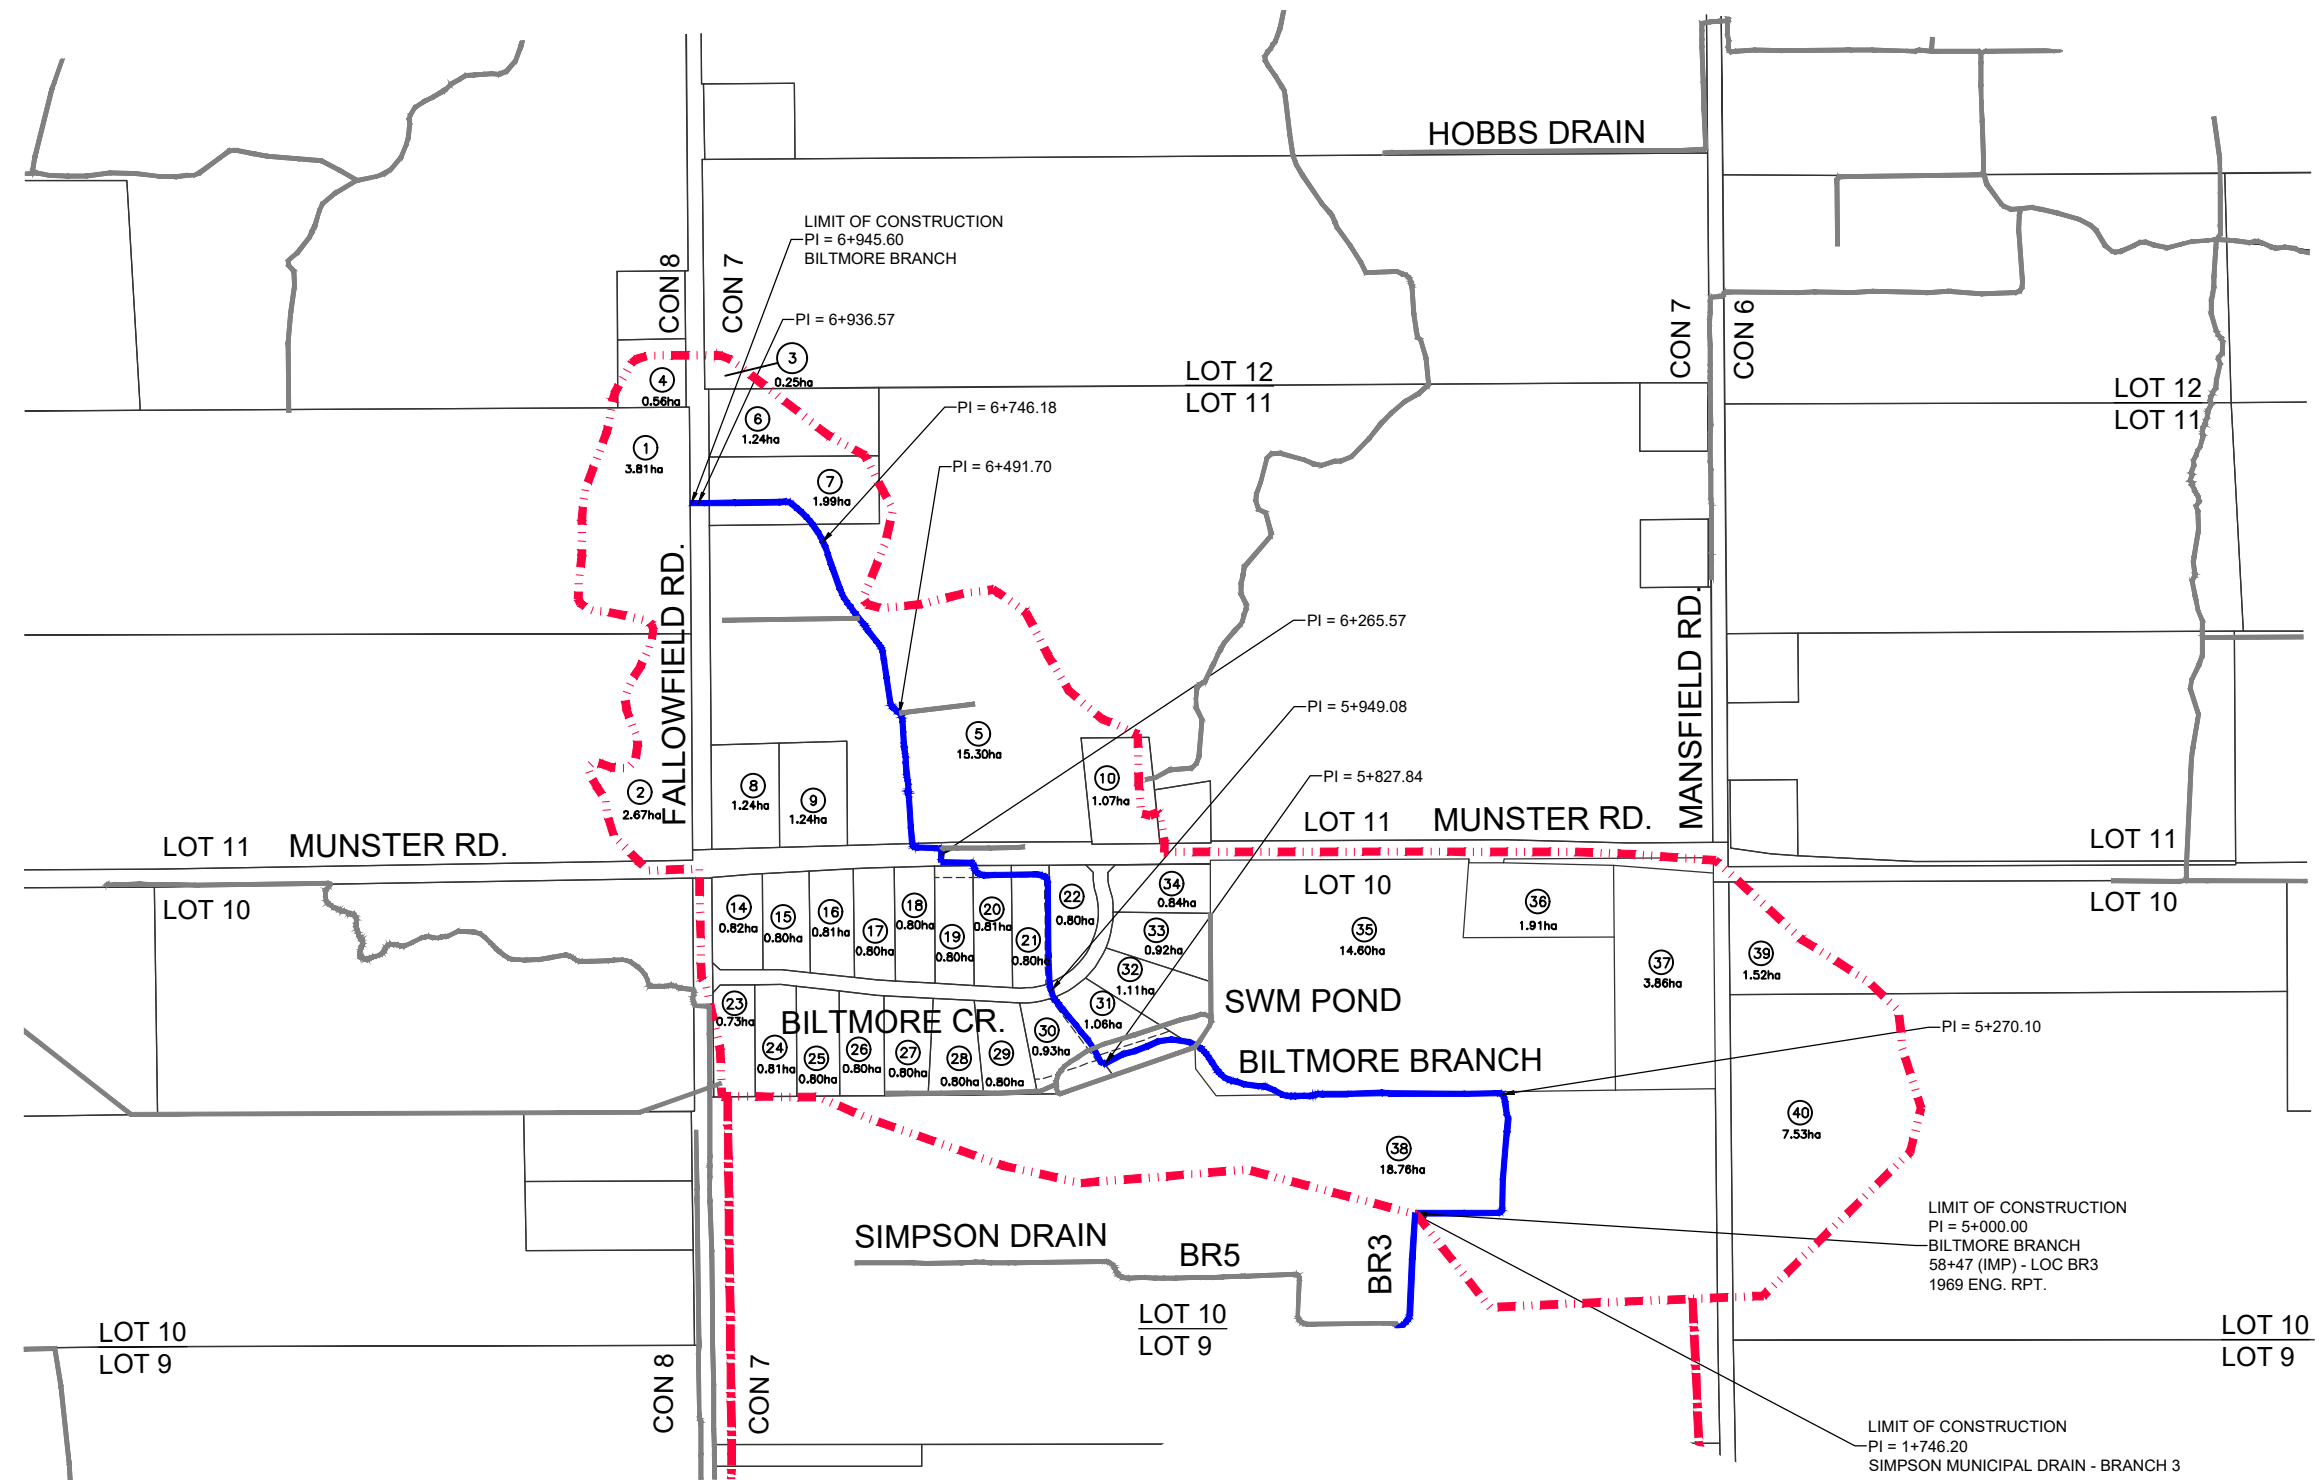 HOBBS DRAIN
LIMIT OF CONSTRUCTION
PI = 6+945.60
BILTMORE BRANCH
CON 8
CON 7
PI = 6+936.57
CON 7
CON 6
3
0.25ha
4
0.56ha
LOT 12
LOT 11
LOT 12
LOT 11
6
1.24ha
PI = 6+746.18
1
3.81ha
PI = 6+491.70
7
1.99ha
FALLOWFIELD RD.
MANSFIELD RD.
PI = 6+265.57
PI = 5+949.08
5
15.30ha
PI = 5+827.84
8
1.24ha
9
1.24ha
10
1.07ha
2
2.67ha
LOT 11
MUNSTER RD.
LOT 11
MUNSTER RD.
LOT 11
LOT 10
LOT 10
LOT 10
14
0.82ha
15
0.80ha
16
0.81ha
17
0.80ha
18
0.80ha
19
0.80ha
20
0.81ha
21
0.80ha
22
0.80ha
34
0.84ha
33
0.92ha
32
1.11ha
31
1.06ha
35
14.60ha
36
1.91ha
37
3.86ha
39
1.52ha
23
0.73ha
BILTMORE CR.
SWM POND
24
0.81ha
25
0.80ha
26
0.80ha
27
0.80ha
28
0.80ha
29
0.80ha
30
0.93ha
BILTMORE BRANCH
PI = 5+270.10
40
7.53ha
38
18.76ha
SIMPSON DRAIN
BR5
BR3
LIMIT OF CONSTRUCTION
PI = 5+000.00
BILTMORE BRANCH
58+47 (IMP) - LOC BR3
1969 ENG. RPT.
LOT 10
LOT 9
LOT 10
LOT 9
LOT 10
LOT 9
CON 8
CON 7
LIMIT OF CONSTRUCTION
PI = 1+746.20
SIMPSON MUNICIPAL DRAIN - BRANCH 3